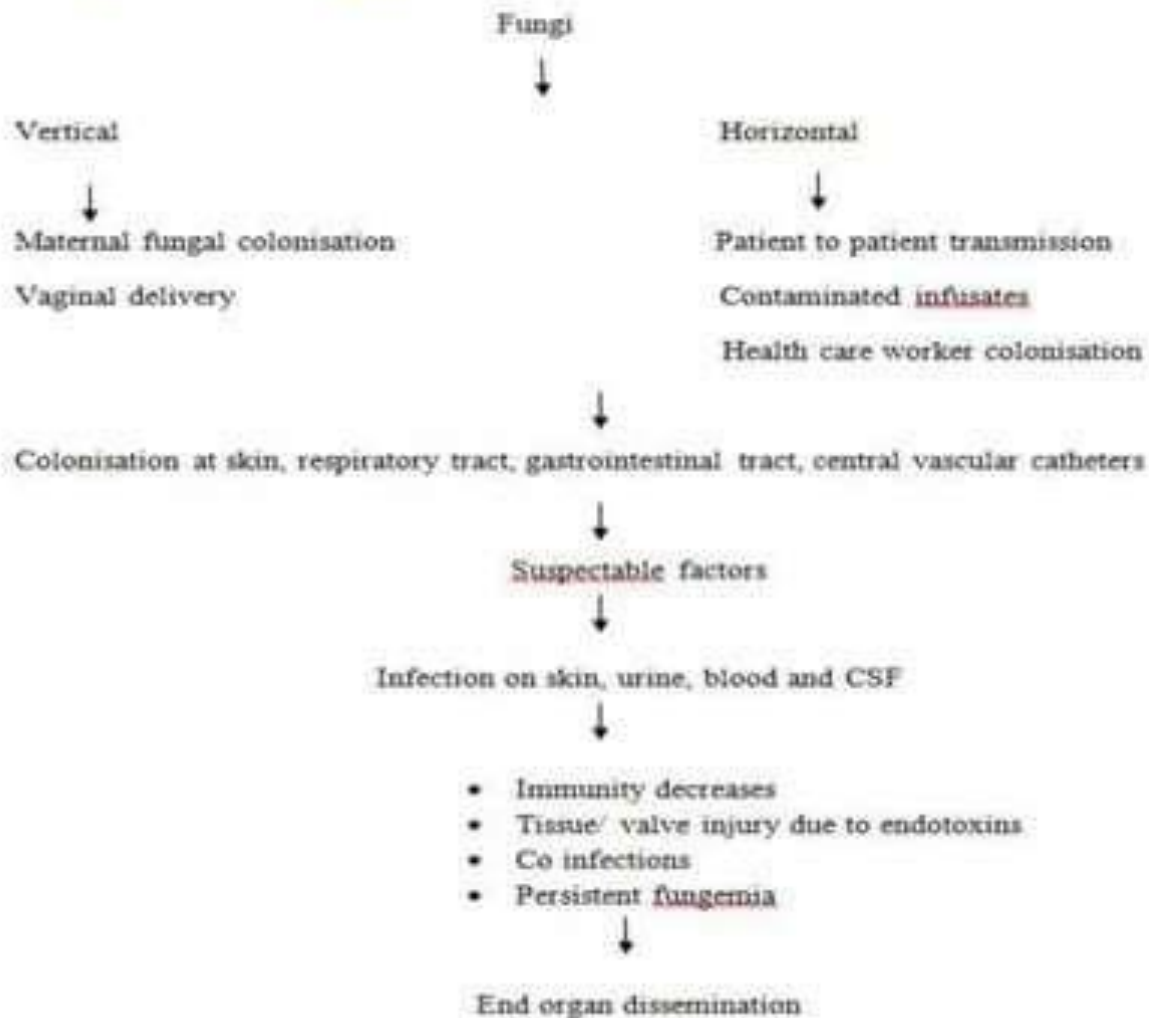 Fungi
Vertical
Horizontal
Maternal fungal colonisation
Patient to patient transmission
Vaginal delivery
Contaminated infusates
Health care worker colonisation
Colonisation at skin, respiratory tract, gastrointestinal tract, central vascular catheters
Suspectable factors
Infection on skin, urine, blood and CSF
• Immunity decreases
• Tissue/ valve injury due to endotoxins
• Co infections
• Persistent fungemia
End organ dissemination